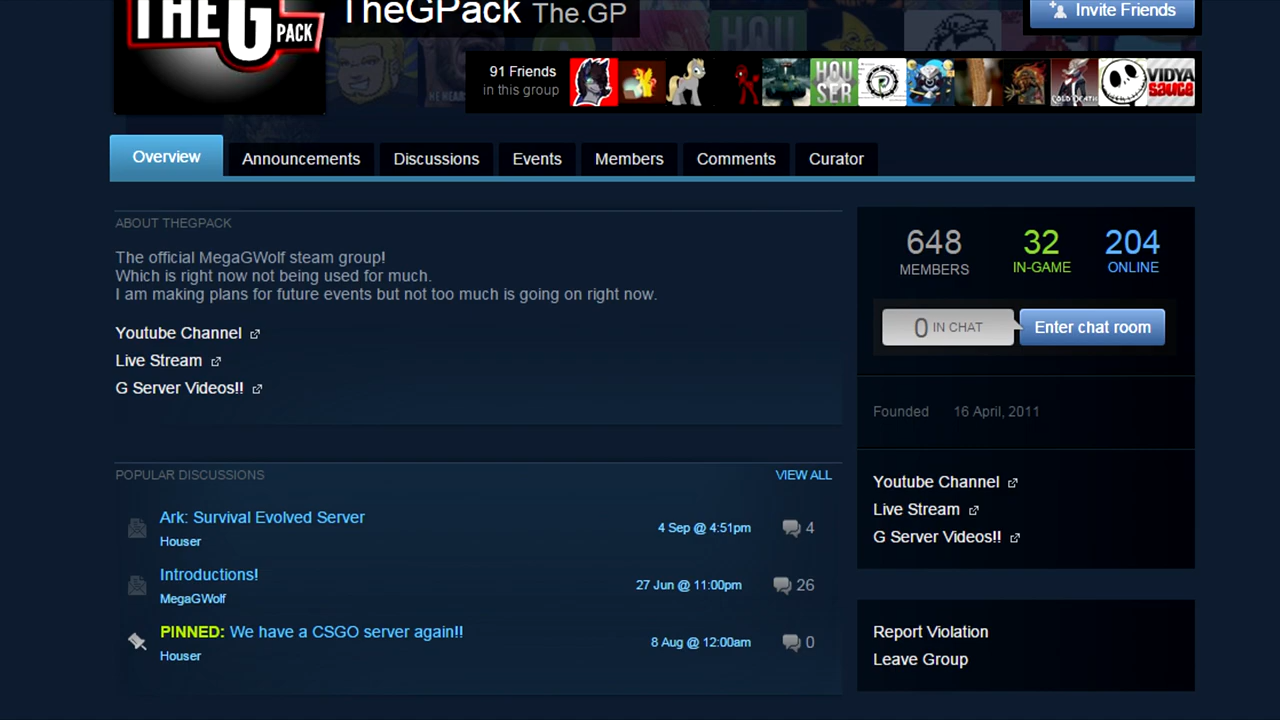 THE G PACK
TheGPack The.GP
Invite Friends
91 Friends
in this group
HOU
SER
COLD DEATH
VIDYA
SAUCE
Overview
Announcements
Discussions
Events
Members
Comments
Curator
ABOUT THEGPACK
The official MegaGWolf steam group!
Which is right now not being used for much.
I am making plans for future events but not too much is going on right now.
Youtube Channel
Live Stream
G Server Videos!!
648
MEMBERS
32
IN-GAME
204
ONLINE
0 IN CHAT
Enter chat room
Founded 16 April, 2011
Youtube Channel
Live Stream
G Server Videos!!
Report Violation
Leave Group
POPULAR DISCUSSIONS
VIEW ALL
Ark: Survival Evolved Server
Houser
4 Sep @ 4:51pm
4
Introductions!
MegaGWolf
27 Jun @ 11:00pm
26
PINNED: We have a CSGO server again!!
Houser
8 Aug @ 12:00am
0